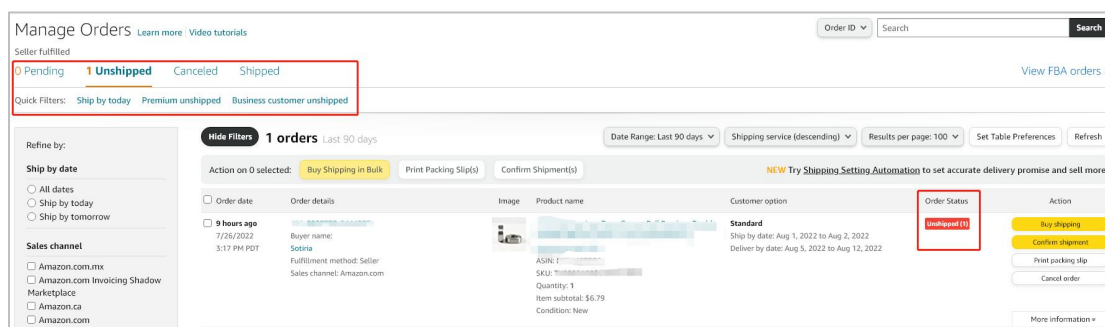 Manage Orders Learn more | Video tutorials
Order ID Search Search
Seller fulfilled
0 Pending 1 Unshipped Canceled Shipped
View FBA orders
Quick Filters: Ship by today Premium unshipped Business customer unshipped
Refine by:
Ship by date
All dates
Ship by today
Ship by tomorrow
Sales channel
Amazon.com.mx
Amazon.com Invoicing Shadow
Marketplace
Amazon.ca
Amazon.com
Hide Filters 1 orders Last 90 days
Date Range: Last 90 days Shipping service (descending) Results per page: 100 Set Table Preferences Refresh
Action on 0 selected: Buy Shipping in Bulk Print Packing Slip(s) Confirm Shipment(s)
NEW Try Shipping Setting Automation to set accurate delivery promise and sell more
Order date Order details Image Product name Customer option Order Status Action
9 hours ago
7/26/2022
3:17 PM PDT
Buyer name:
Sotiria
Fulfillment method: Seller
Sales channel: Amazon.com
ASIN:
SKU:
Quantity: 1
Item subtotal: $6.79
Condition: New
Standard
Ship by date: Aug 1, 2022 to Aug 2, 2022
Deliver by date: Aug 5, 2022 to Aug 12, 2022
Unshipped (1)
Buy shipping
Confirm shipment
Print packing slip
Cancel order
More information